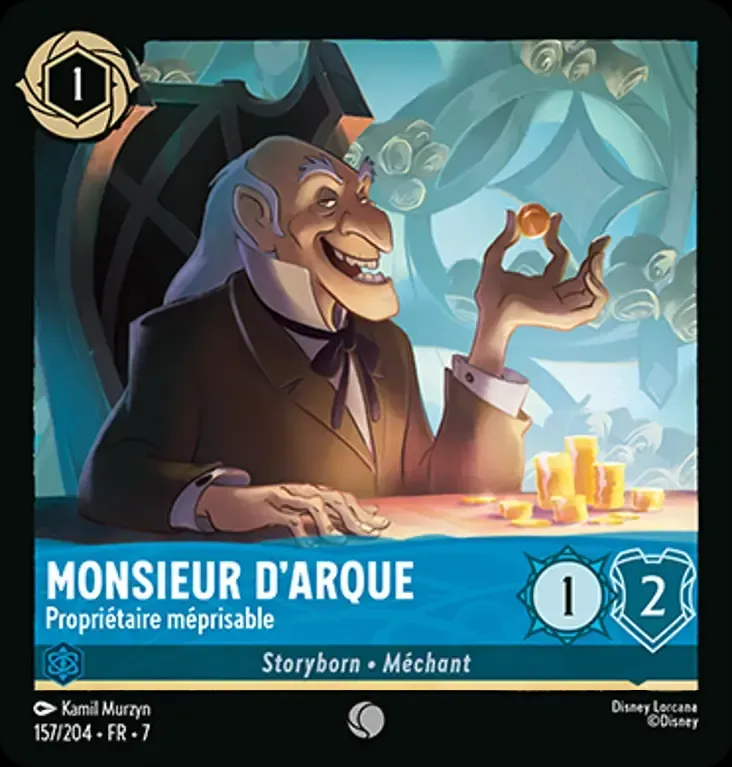 1
MONSIEUR D'ARQUE
Propriétaire méprisable
1
2
Storyborn • Méchant
Kamil Murzyn
157/204 • FR • 7
Disney Lorcana
©Disney